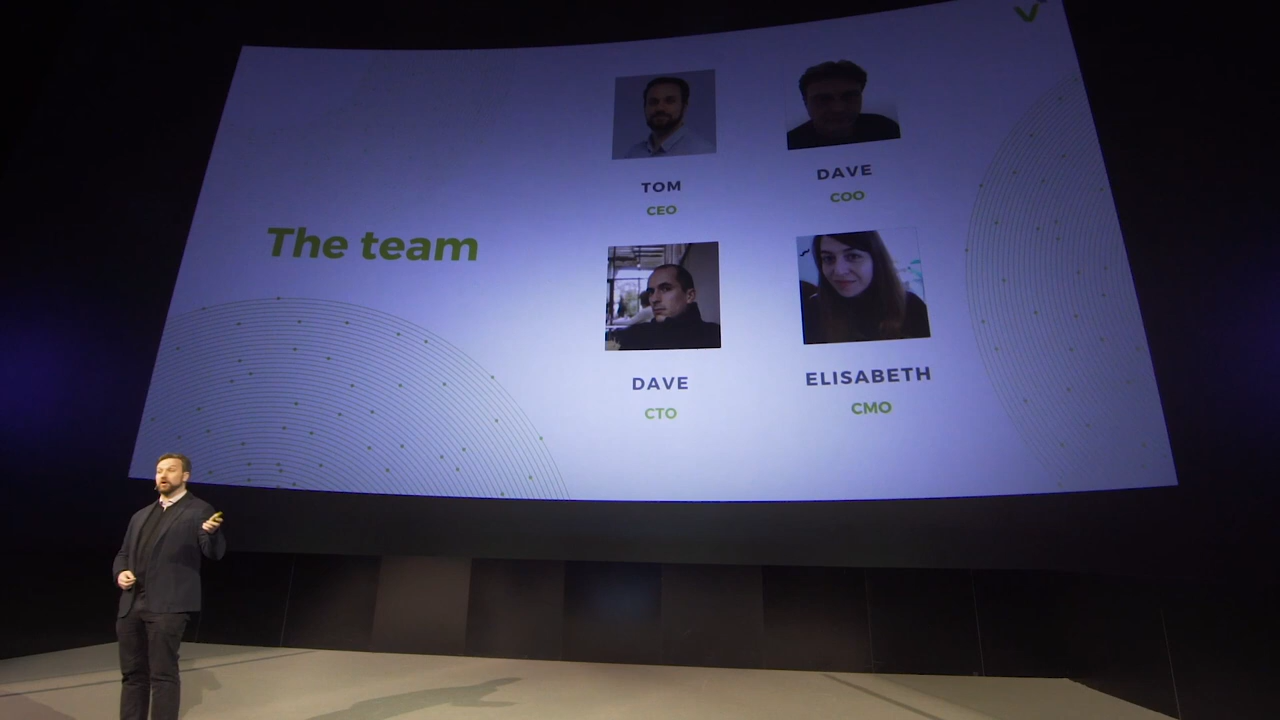 The team
TOM
CEO
DAVE
COO
DAVE
CTO
ELISABETH
CMO